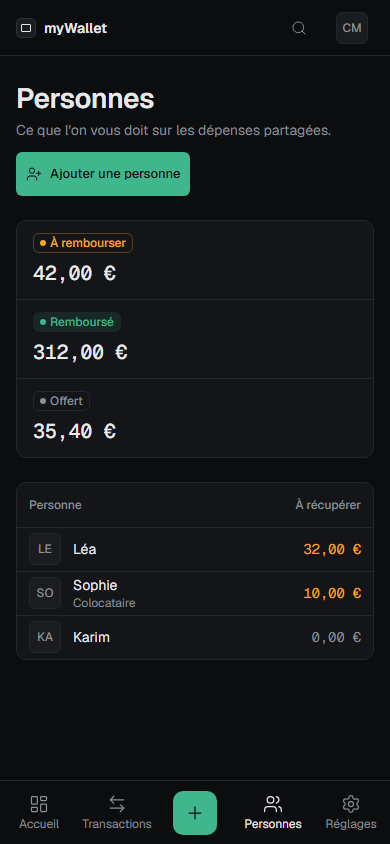 myWallet
CM
Personnes
Ce que l'on vous doit sur les dépenses partagées.
Ajouter une personne
À rembourser
42,00 €
Remboursé
312,00 €
Offert
35,40 €
Personne À récupérer
LE Léa 32,00 €
SO Sophie 10,00 €
Colocataire
KA Karim 0,00 €
Accueil Transactions Personnes Réglages